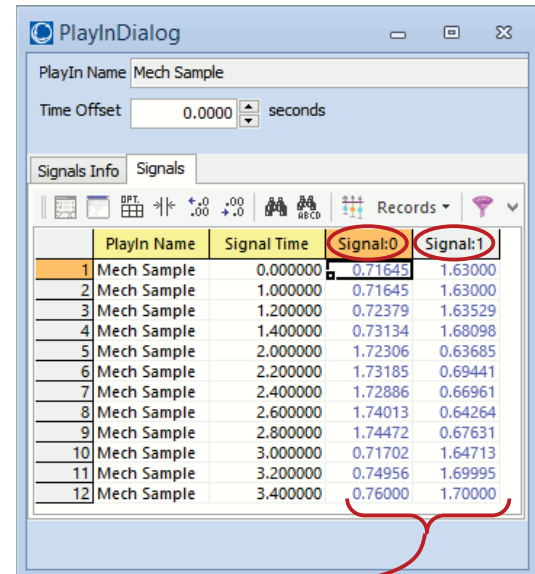 PlayInDialog
PlayIn Name Mech Sample
Time Offset 0.0000 seconds
Signals Info Signals
OPT. .00 .00 ABCD Records
PlayIn Name Signal Time Signal:0 Signal:1
1 Mech Sample 0.000000 0.71645 1.63000
2 Mech Sample 1.000000 0.71645 1.63000
3 Mech Sample 1.200000 0.72379 1.63529
4 Mech Sample 1.400000 0.73134 1.68098
5 Mech Sample 2.000000 1.72306 0.63685
6 Mech Sample 2.200000 1.73185 0.69441
7 Mech Sample 2.400000 1.72886 0.66961
8 Mech Sample 2.600000 1.74013 0.64264
9 Mech Sample 2.800000 1.74472 0.67631
10 Mech Sample 3.000000 0.71702 1.64713
11 Mech Sample 3.200000 0.74956 1.69995
12 Mech Sample 3.400000 0.76000 1.70000